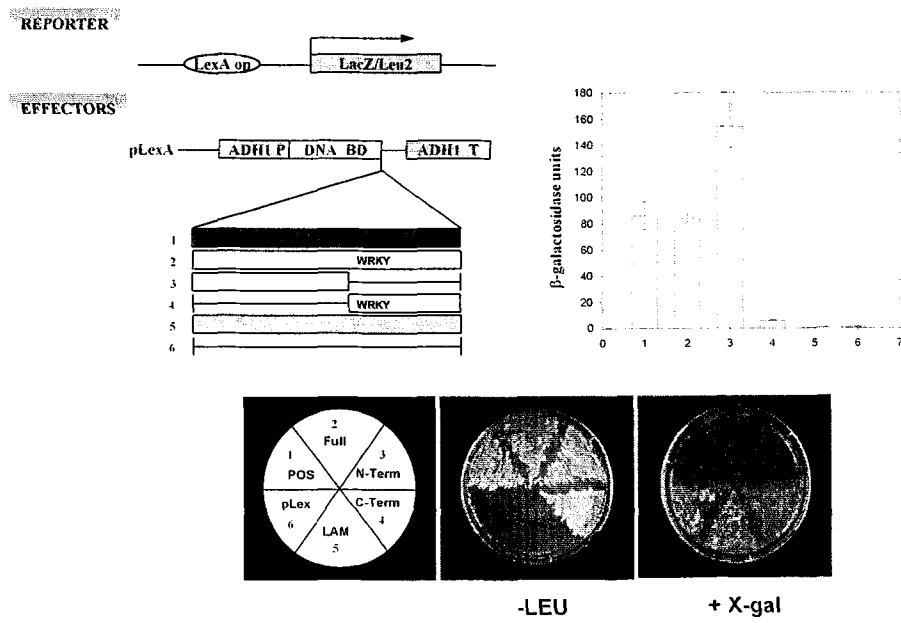 REPORTER
LexA op
LacZ/Leu2
EFFECTORS
pLexA
ADH1 P
DNA BD
ADH1 T
1
2 WRKY
3
4 WRKY
5
6
β-galactosidase units
180
160
140
120
100
80
60
40
20
0
0 1 2 3 4 5 6 7
2
Full
1
POS
3
N-Term
pLex
6
C-Term
4
LAM
5
-LEU
+ X-gal